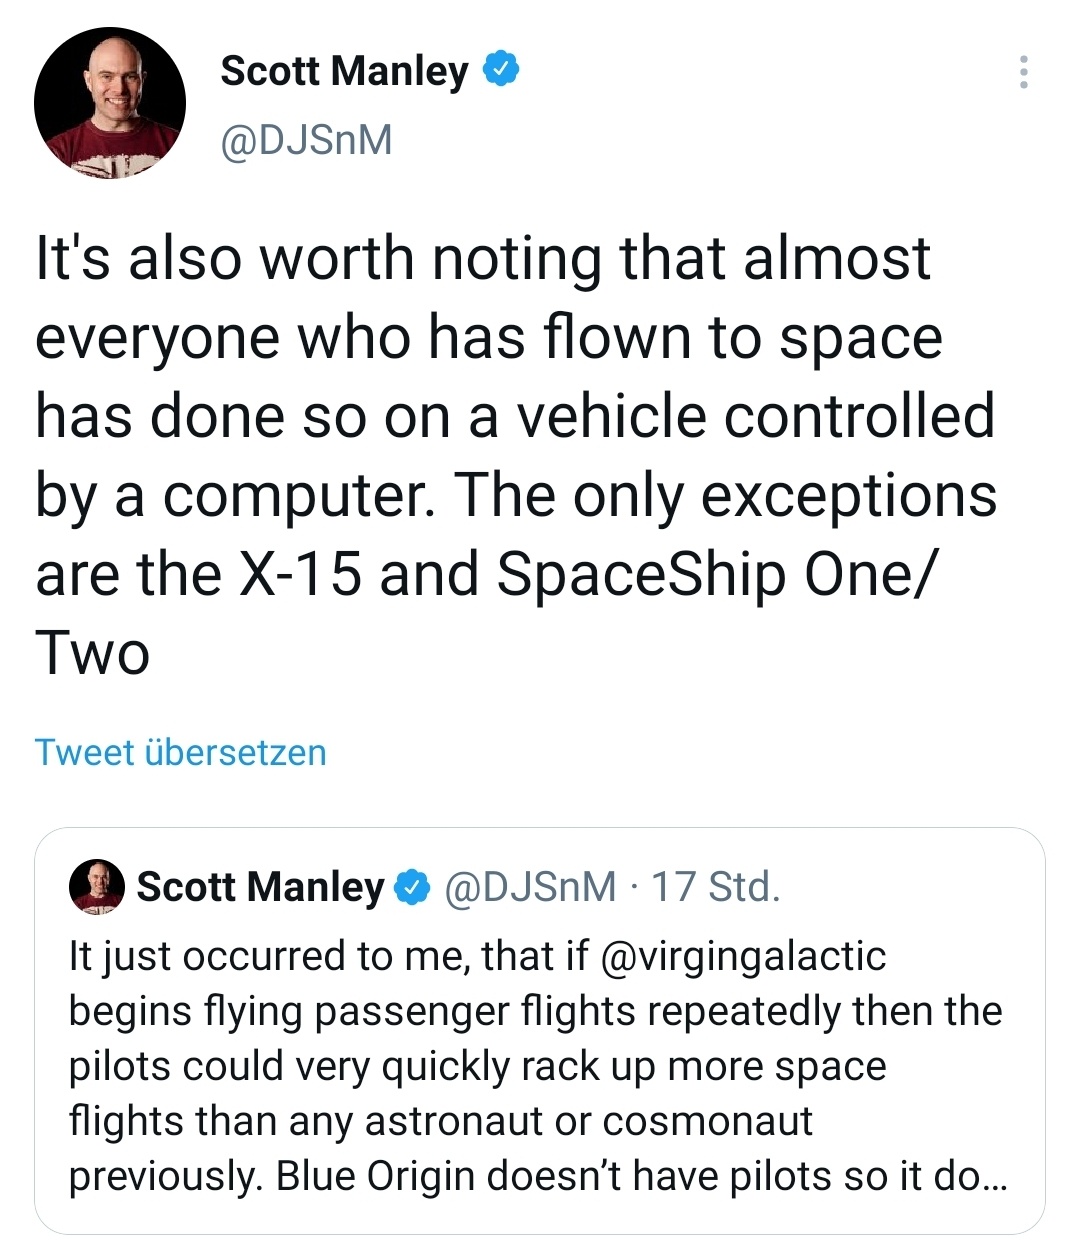 Scott Manley
@DJSnM
It's also worth noting that almost
everyone who has flown to space
has done so on a vehicle controlled
by a computer. The only exceptions
are the X-15 and SpaceShip One/
Two
Tweet übersetzen
Scott Manley @DJSnM · 17 Std.
It just occurred to me, that if @virgingalactic
begins flying passenger flights repeatedly then the
pilots could very quickly rack up more space
flights than any astronaut or cosmonaut
previously. Blue Origin doesn’t have pilots so it do...